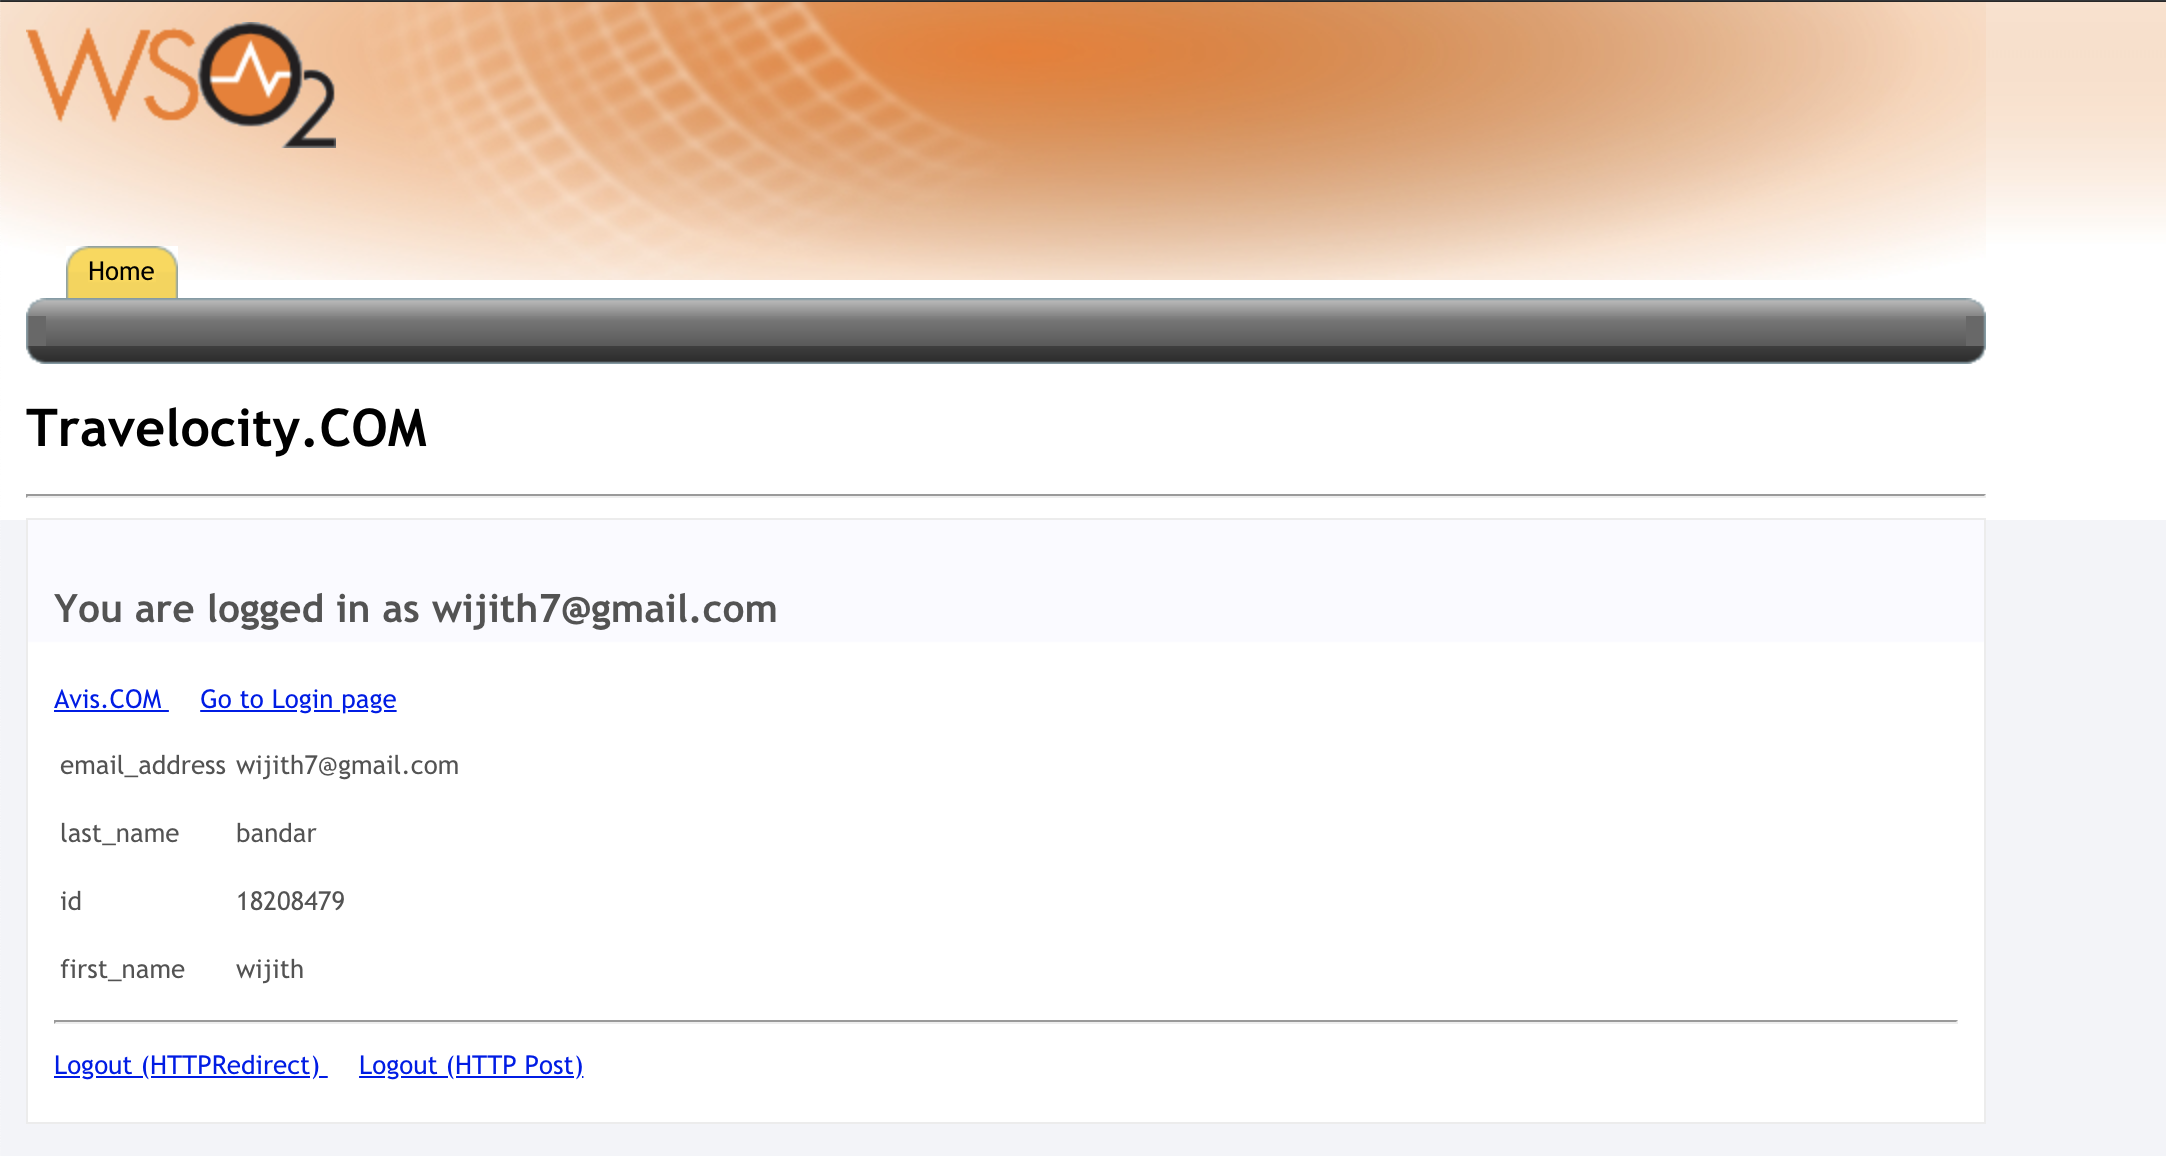 WSO2
Home
Travelocity.COM
You are logged in as wijith7@gmail.com
Avis.COM Go to Login page
email_address wijith7@gmail.com
last_name bandar
id 18208479
first_name wijith
Logout (HTTPRedirect) Logout (HTTP Post)